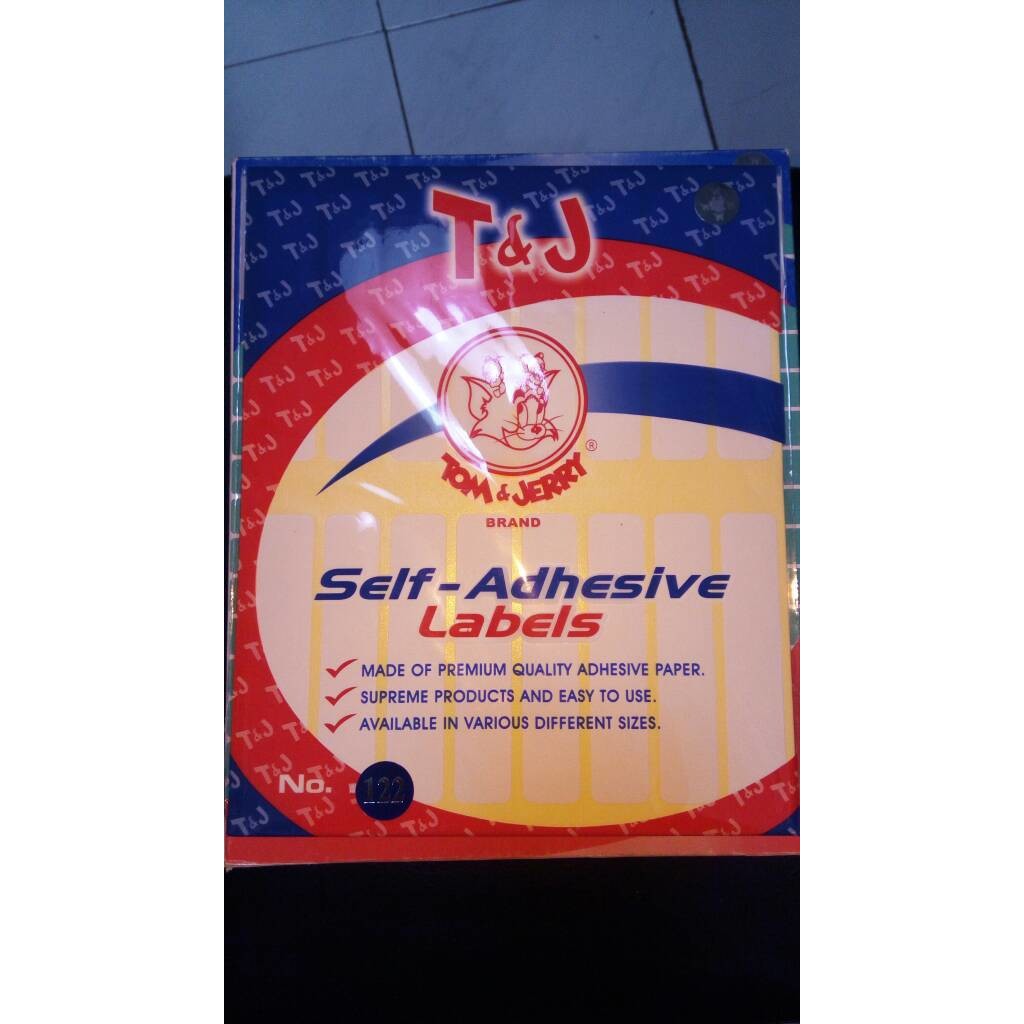 T&J
TOM & JERRY ®
BRAND
Self-Adhesive
Labels
MADE OF PREMIUM QUALITY ADHESIVE PAPER.
SUPREME PRODUCTS AND EASY TO USE.
AVAILABLE IN VARIOUS DIFFERENT SIZES.
No. : 122